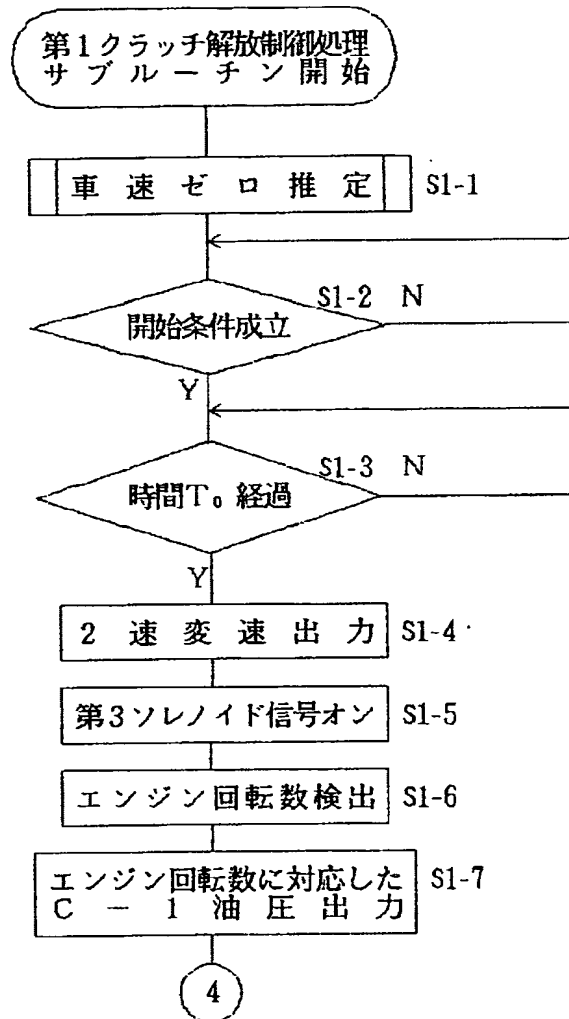 第1クラッチ解放制御処理
サブルーチン開始
車速ゼロ推定 S1-1
S1-2 N
開始条件成立
Y
S1-3 N
時間T₀経過
Y
2速変速出力 S1-4
第3ソレノイド信号オン S1-5
エンジン回転数検出 S1-6
エンジン回転数に対応した S1-7
C-1油圧出力
4